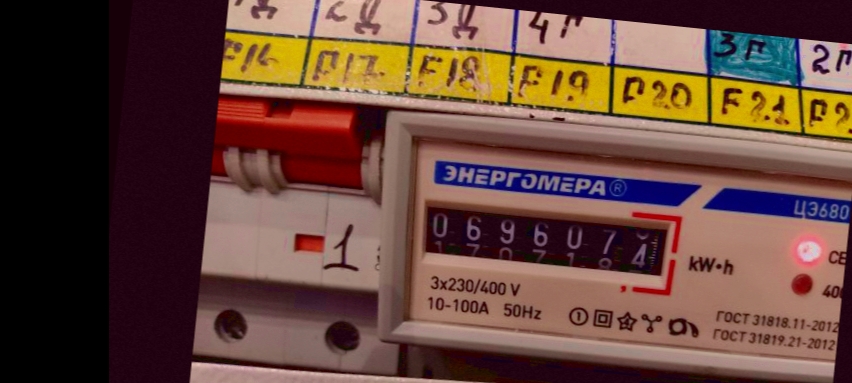 2Д 3Д 4Г 3Г 2Г
F16 F17 F18 F19 F20 F21
ЭНЕРГОМЕРА®
ЦЭ680
069607
kW•h
1
3x230/400 V
10-100A 50Hz
ГОСТ 31818.11-2012
ГОСТ 31819.21-2012